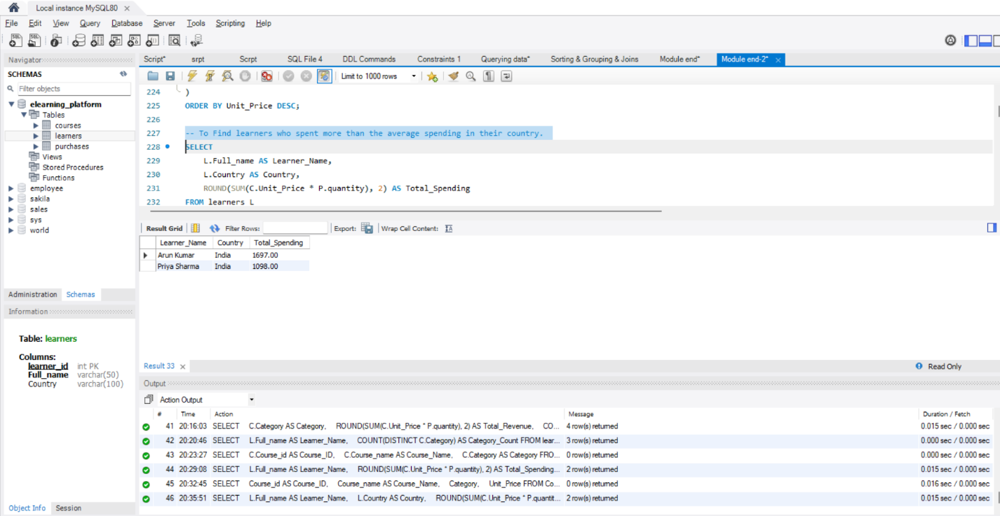 Local instance MySQL80 ×
File Edit View Query Database Server Tools Scripting Help
Navigator
SCHEMAS
Filter objects
elearning_platform
Tables
courses
learners
purchases
Views
Stored Procedures
Functions
employee
sakila
sales
sys
world
Administration Schemas
Information
Table: learners
Columns:
learner_id int PK
Full_name varchar(50)
Country varchar(100)
Object Info Session
Script* srpt Scrpt SQL File 4 DDL Commands Constraints 1 Querying data* Sorting & Grouping & Joins Module end* Module end-2* ×
Limit to 1000 rows
224 )
225 ORDER BY Unit_Price DESC;
226
227 -- To Find learners who spent more than the average spending in their country.
228 SELECT
229 L.Full_name AS Learner_Name,
230 L.Country AS Country,
231 ROUND(SUM(C.Unit_Price * P.quantity), 2) AS Total_Spending
232 FROM learners L
Result Grid Filter Rows: Export: Wrap Cell Content: IA
Learner_Name Country Total_Spending
Arun Kumar India 1697.00
Priya Sharma India 1098.00
Result 33 × Read Only
Output
Action Output
# Time Action Message Duration / Fetch
41 20:16:03 SELECT C.Category AS Category, ROUND(SUM(C.Unit_Price * P.quantity), 2) AS Total_Revenue, CO... 4 row(s) returned 0.015 sec / 0.000 sec
42 20:20:46 SELECT L.Full_name AS Learner_Name, COUNT(DISTINCT C.Category) AS Category_Count FROM lear... 3 row(s) returned 0.000 sec / 0.000 sec
43 20:23:27 SELECT C.Course_id AS Course_ID, C.Course_name AS Course_Name, C.Category AS Category FRO... 0 row(s) returned 0.000 sec / 0.000 sec
44 20:29:08 SELECT L.Full_name AS Learner_Name, ROUND(SUM(C.Unit_Price * P.quantity), 2) AS Total_Spending... 2 row(s) returned 0.015 sec / 0.000 sec
45 20:32:45 SELECT Course_id AS Course_ID, Course_name AS Course_Name, Category, Unit_Price FROM Co... 0 row(s) returned 0.016 sec / 0.000 sec
46 20:35:51 SELECT L.Full_name AS Learner_Name, L.Country AS Country, ROUND(SUM(C.Unit_Price * P.quantit... 2 row(s) returned 0.015 sec / 0.000 sec